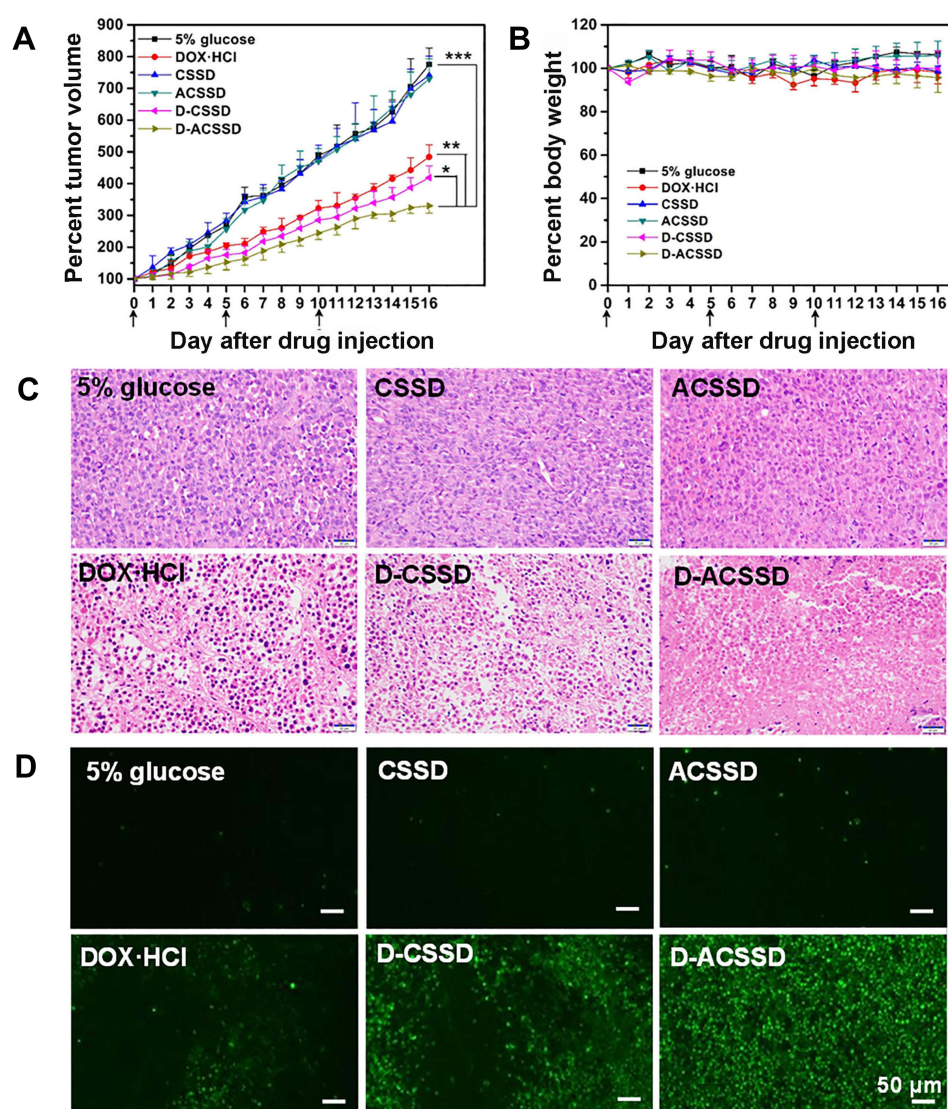 A
Percent tumor volume
800
700
600
500
400
300
200
100
5% glucose
DOX·HCl
CSSD
ACSSD
D-CSSD
D-ACSSD
***
**
*
0 1 2 3 4 5 6 7 8 9 10 11 12 13 14 15 16
Day after drug injection
B
Percent body weight
120
100
80
60
40
20
0
5% glucose
DOX·HCl
CSSD
ACSSD
D-CSSD
D-ACSSD
0 1 2 3 4 5 6 7 8 9 10 11 12 13 14 15 16
Day after drug injection
C
5% glucose
CSSD
ACSSD
DOX·HCl
D-CSSD
D-ACSSD
D
5% glucose
CSSD
ACSSD
DOX·HCl
D-CSSD
D-ACSSD
50 µm